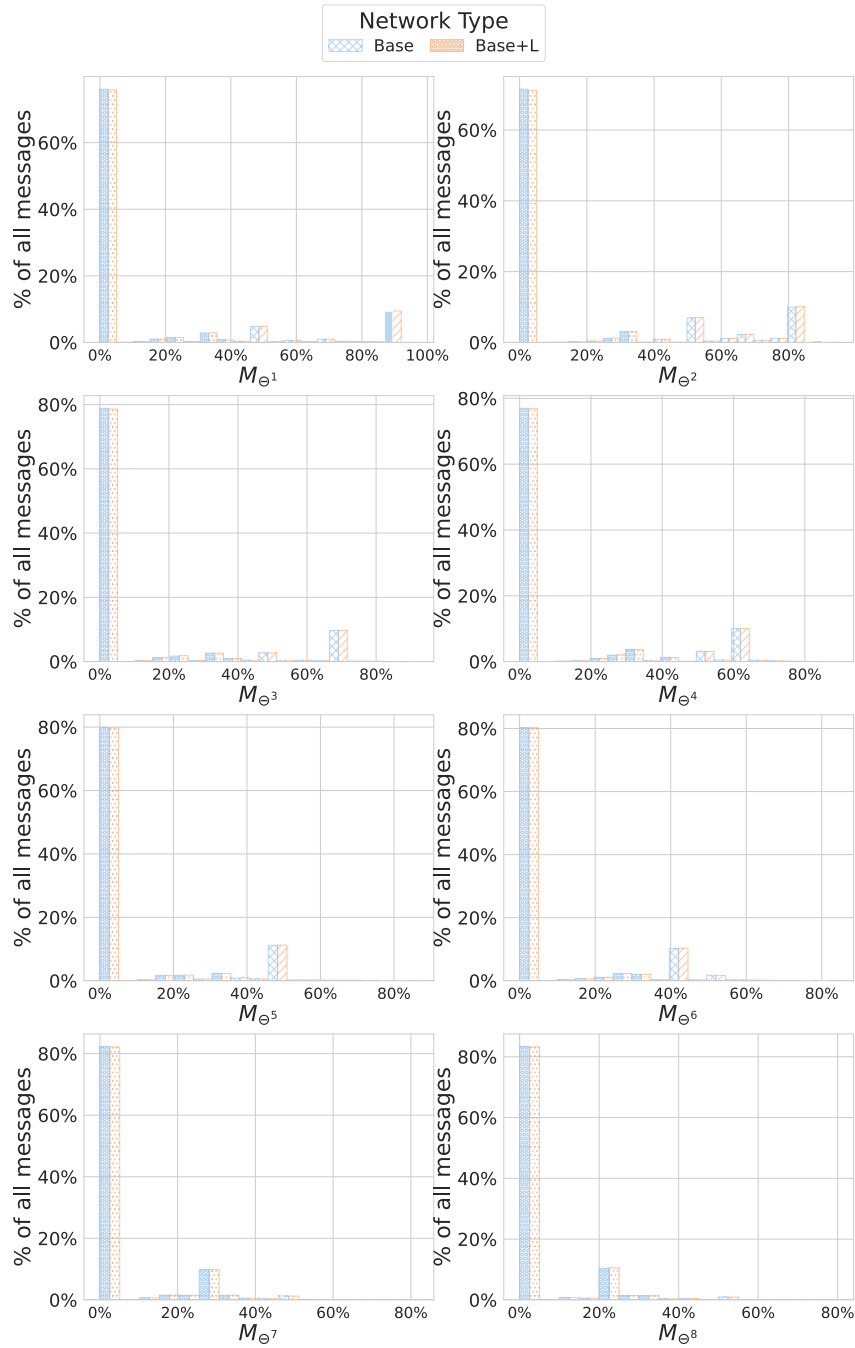 Network Type
Base Base+L
% of all messages
60%
40%
20%
0%
0% 20% 40% 60% 80% 100%
M⊖1
% of all messages
60%
40%
20%
0%
0% 20% 40% 60% 80%
M⊖2
% of all messages
80%
60%
40%
20%
0%
0% 20% 40% 60% 80%
M⊖3
% of all messages
80%
60%
40%
20%
0%
0% 20% 40% 60% 80%
M⊖4
% of all messages
80%
60%
40%
20%
0%
0% 20% 40% 60% 80%
M⊖5
% of all messages
80%
60%
40%
20%
0%
0% 20% 40% 60% 80%
M⊖6
% of all messages
80%
60%
40%
20%
0%
0% 20% 40% 60% 80%
M⊖7
% of all messages
80%
60%
40%
20%
0%
0% 20% 40% 60% 80%
M⊖8